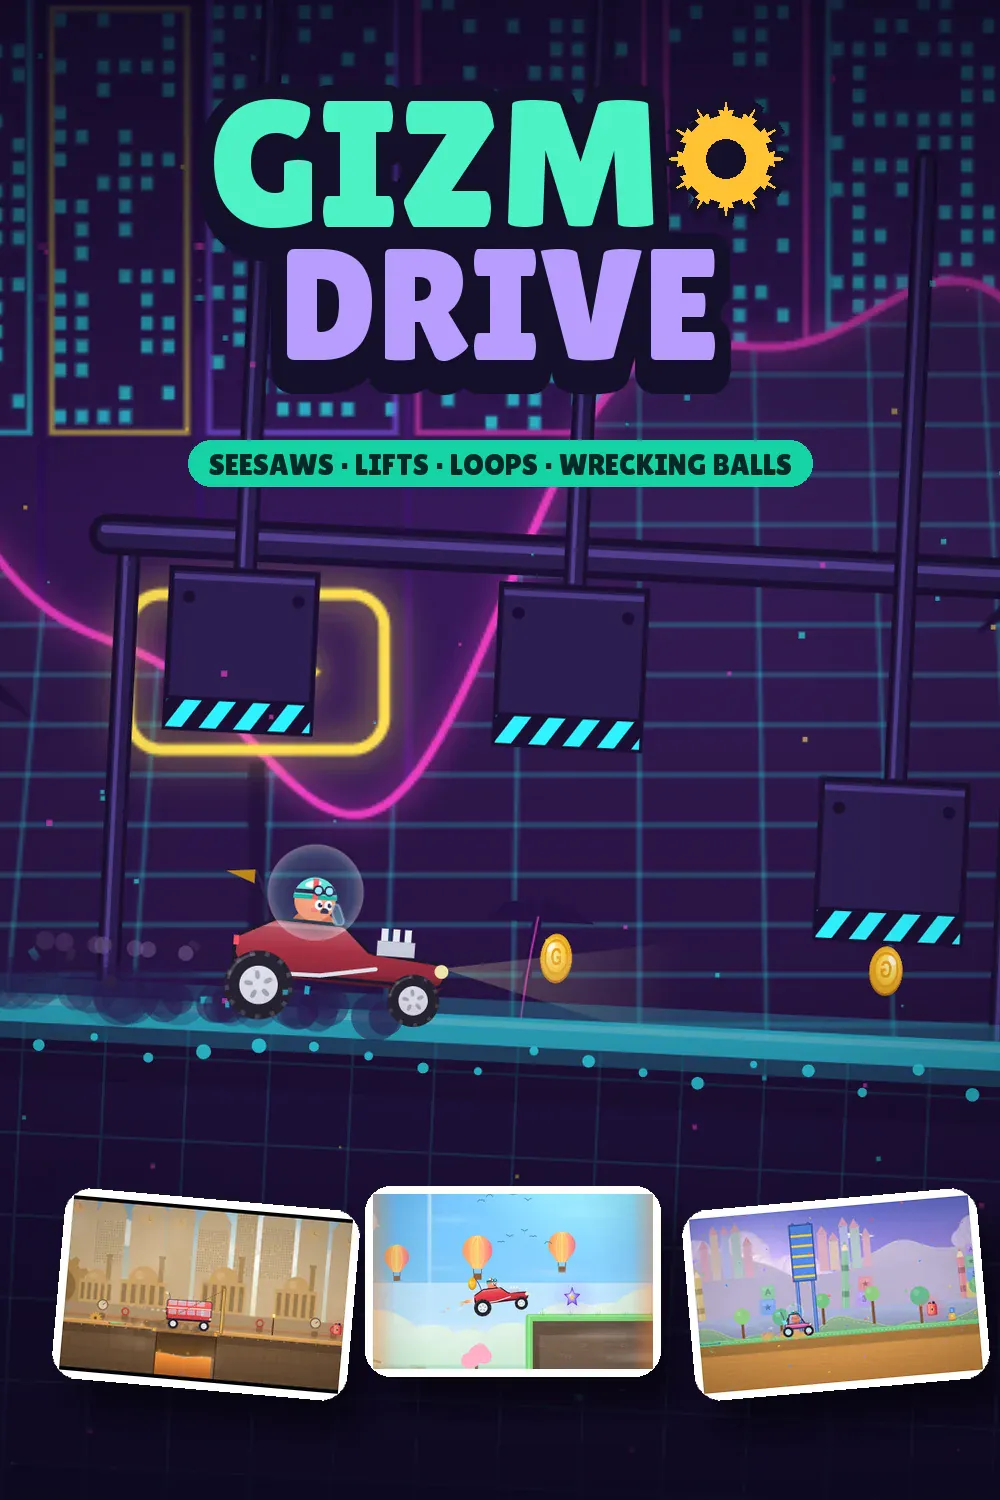 GIZMO
DRIVE
SEESAWS · LIFTS · LOOPS · WRECKING BALLS
G
G